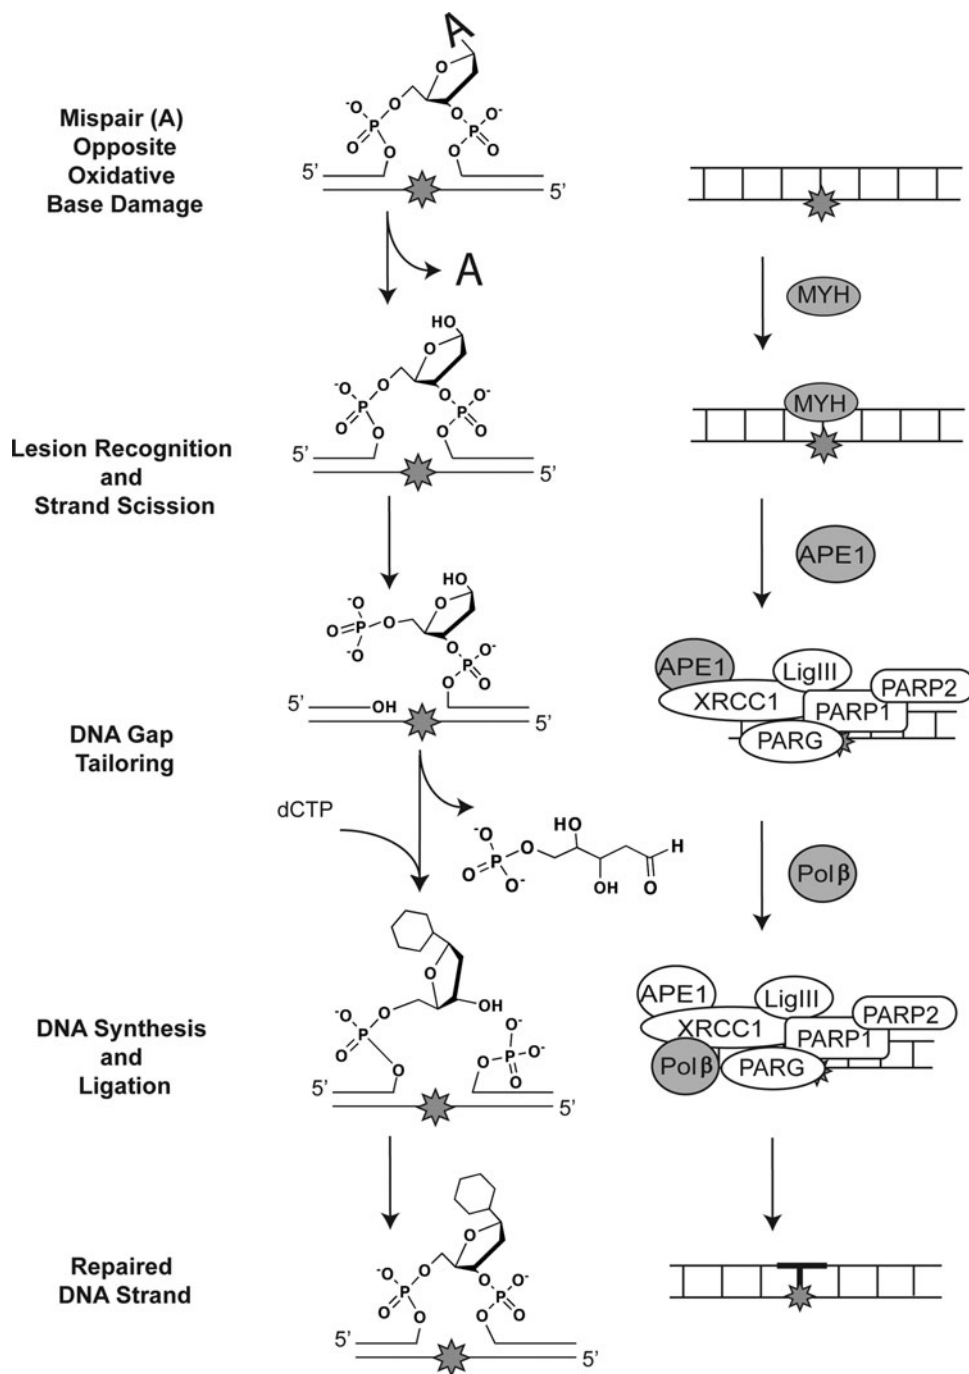 Mispair (A)
Opposite
Oxidative
Base Damage
A
O
-O
O
P
O
O
O
P
O-
O
O
5’
5’
A
MYH
Lesion Recognition
and
Strand Scission
HO
O
-O
O
P
O
O
O
P
O-
O
O
5’
5’
MYH
APE1
DNA Gap
Tailoring
HO
-O
O
O
P
O
-O
O
P
O-
O
O
5’
OH
5’
APE1
LigIII
XRCC1
PARP1
PARP2
PARG
dCTP
-O
O
P
O
O-
HO
OH
H
O
Polβ
DNA Synthesis
and
Ligation
O
OH
-O
O
P
O
O
O-
P
O-
O
5’
5’
APE1
LigIII
XRCC1
PARP1
PARP2
Polβ
PARG
Repaired
DNA Strand
O
-O
O
P
O
O
O
P
O-
O
O
5’
5’